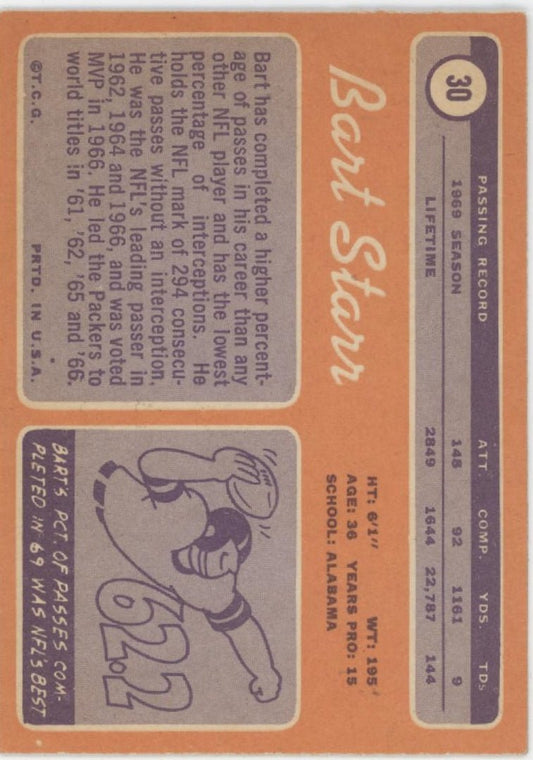 30
PASSING RECORD ATT. COMP. YDS. TDs
1969 SEASON 148 92 1161 9
LIFETIME 2849 1644 22,787 144
Bart Starr
HT: 6'1" WT: 195
AGE: 36 YEARS PRO: 15
SCHOOL: ALABAMA
Bart has completed a higher percent-
age of passes in his career than any
other NFL player and has the lowest
percentage of interceptions. He
holds the NFL mark of 294 consecu-
tive passes without an interception.
He was the NFL's leading passer in
1962, 1964 and 1966, and was voted
MVP in 1966. He led the Packers to
world titles in '61, '62, '65 and '66.
©T.C.G. PRTD. IN U.S.A.
62.2
BART'S PCT. OF PASSES COM-
PLETED IN 69 WAS NFL'S BEST